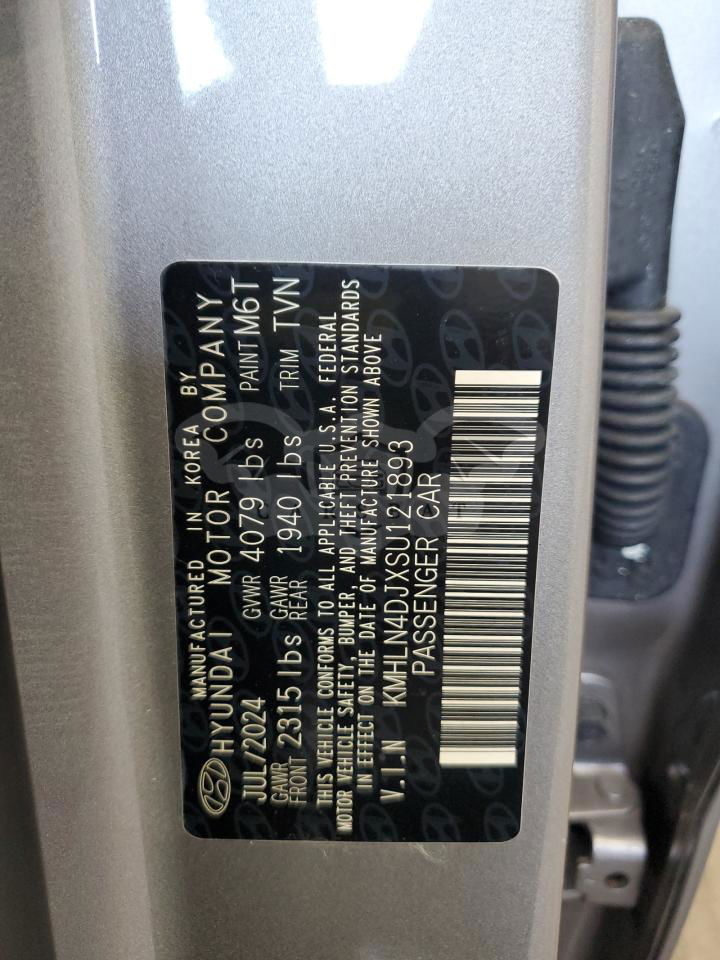 MANUFACTURED IN KOREA BY
HYUNDAI MOTOR COMPANY
JUL/2024 GVWR 4079 lbs PAINT M6T
GAWR FRONT 2315 lbs GAWR REAR 1940 lbs TRIM TVN
THIS VEHICLE CONFORMS TO ALL APPLICABLE U.S.A. FEDERAL
MOTOR VEHICLE SAFETY, BUMPER, AND THEFT PREVENTION STANDARDS
IN EFFECT ON THE DATE OF MANUFACTURE SHOWN ABOVE
V.I.N KMHLN4DJXSU121893
PASSENGER CAR